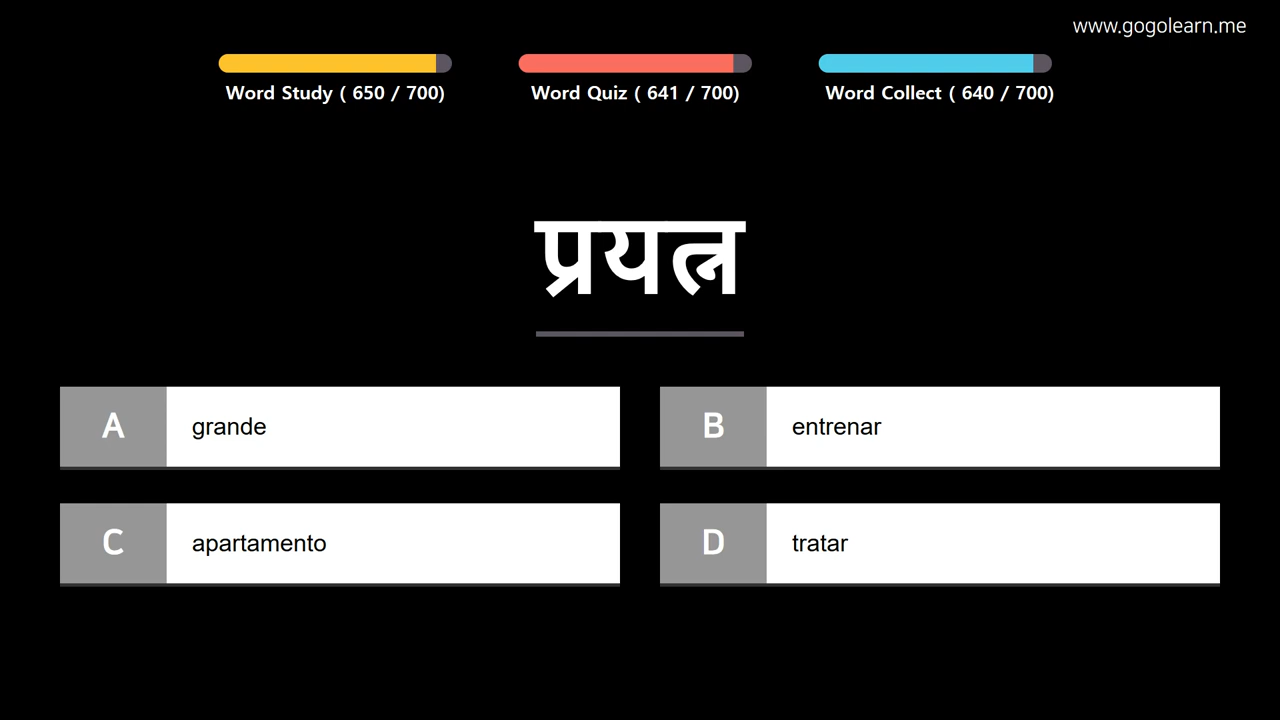 www.gogolearn.me
Word Study ( 650 / 700)
Word Quiz ( 641 / 700)
Word Collect ( 640 / 700)
प्रयत्न
A grande
B entrenar
C apartamento
D tratar